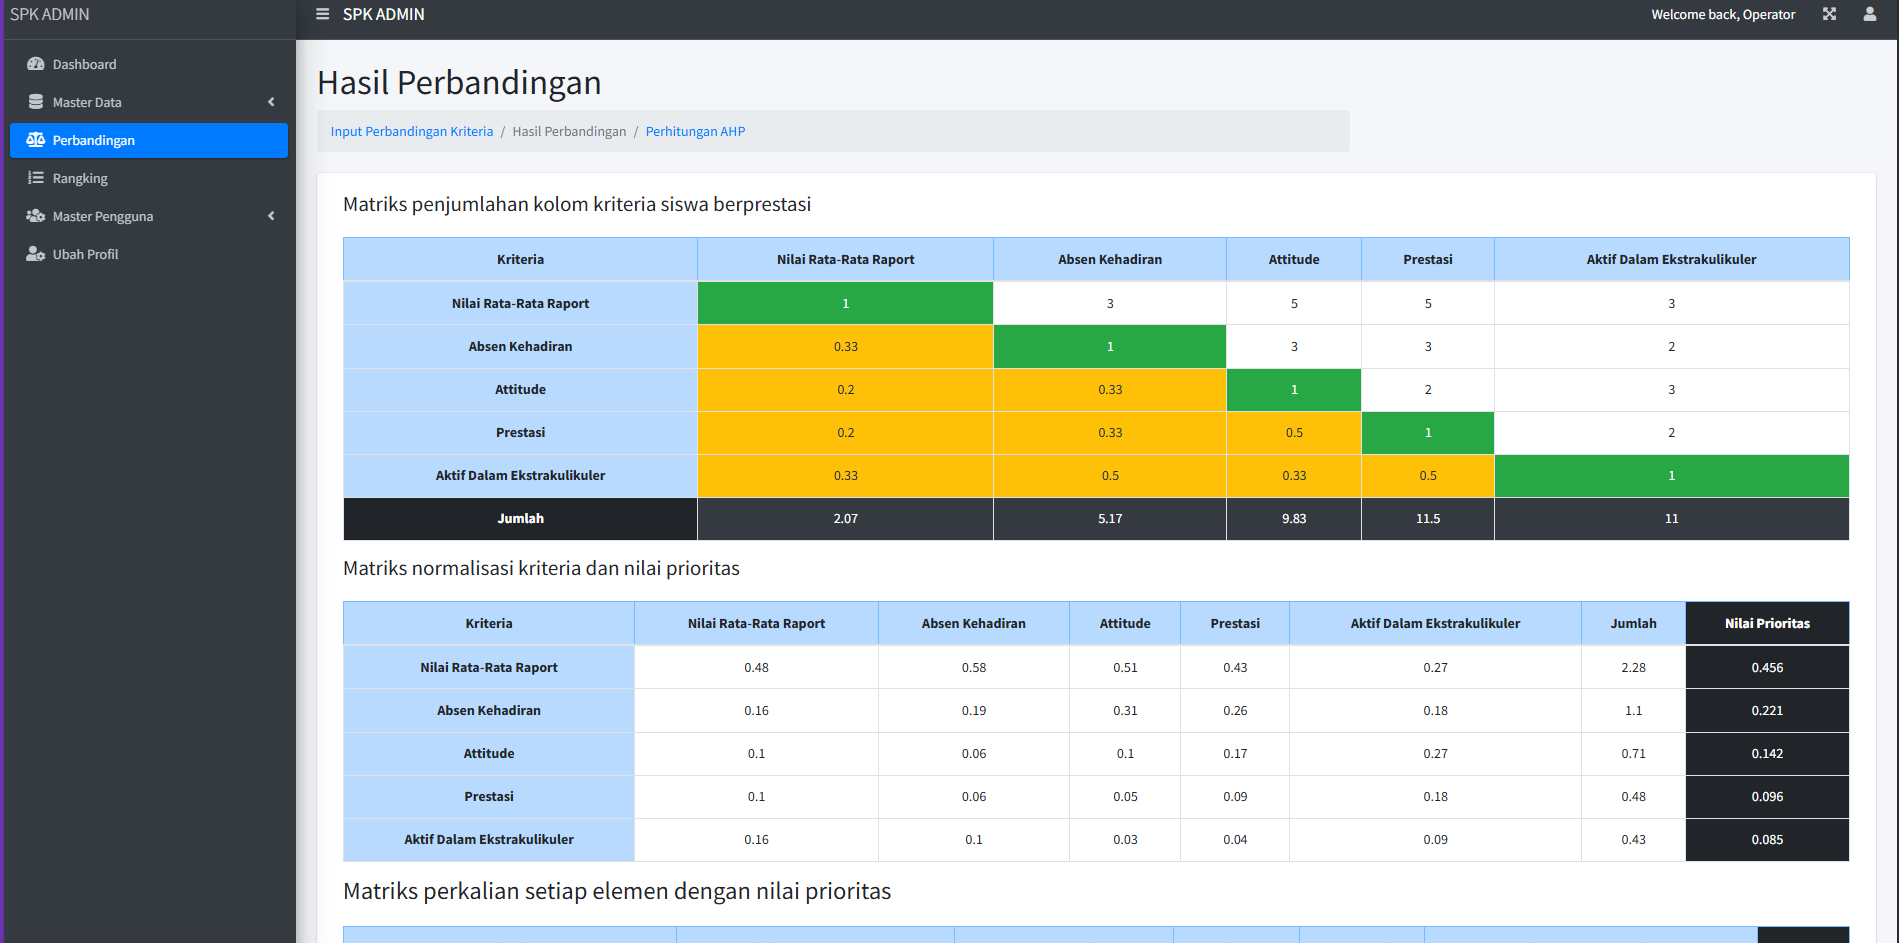 SPK ADMIN
SPK ADMIN
Welcome back, Operator
Dashboard
Master Data
Perbandingan
Rangking
Master Pengguna
Ubah Profil
Hasil Perbandingan
Input Perbandingan Kriteria / Hasil Perbandingan / Perhitungan AHP
Matriks penjumlahan kolom kriteria siswa berprestasi
Kriteria Nilai Rata-Rata Raport Absen Kehadiran Attitude Prestasi Aktif Dalam Ekstrakulikuler
Nilai Rata-Rata Raport 1 3 5 5 3
Absen Kehadiran 0.33 1 3 3 2
Attitude 0.2 0.33 1 2 3
Prestasi 0.2 0.33 0.5 1 2
Aktif Dalam Ekstrakulikuler 0.33 0.5 0.33 0.5 1
Jumlah 2.07 5.17 9.83 11.5 11
Matriks normalisasi kriteria dan nilai prioritas
Kriteria Nilai Rata-Rata Raport Absen Kehadiran Attitude Prestasi Aktif Dalam Ekstrakulikuler Jumlah Nilai Prioritas
Nilai Rata-Rata Raport 0.48 0.58 0.51 0.43 0.27 2.28 0.456
Absen Kehadiran 0.16 0.19 0.31 0.26 0.18 1.1 0.221
Attitude 0.1 0.06 0.1 0.17 0.27 0.71 0.142
Prestasi 0.1 0.06 0.05 0.09 0.18 0.48 0.096
Aktif Dalam Ekstrakulikuler 0.16 0.1 0.03 0.04 0.09 0.43 0.085
Matriks perkalian setiap elemen dengan nilai prioritas